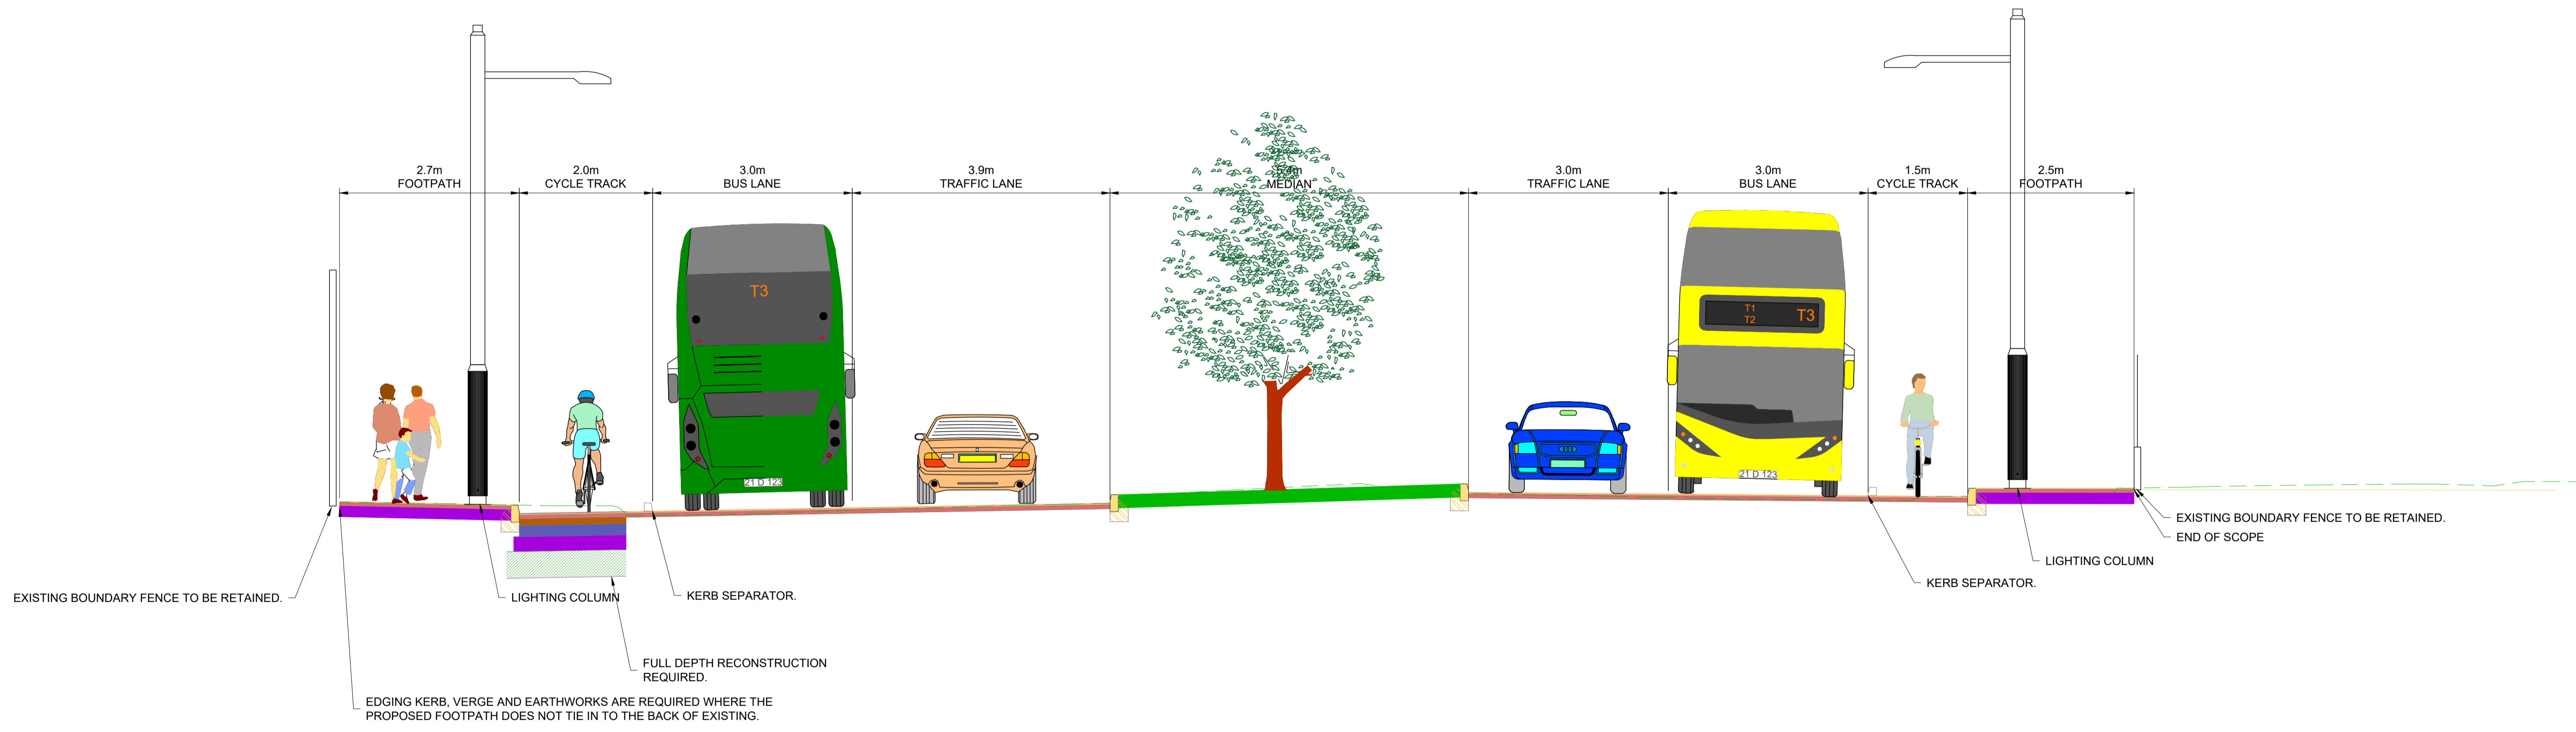 2.7m
FOOTPATH
2.0m
CYCLE TRACK
3.0m
BUS LANE
3.9m
TRAFFIC LANE
MEDIAN
3.0m
TRAFFIC LANE
3.0m
BUS LANE
1.5m
CYCLE TRACK
2.5m
FOOTPATH
T3
21 D 123
T1
T2
T3
21 D 123
EXISTING BOUNDARY FENCE TO BE RETAINED.
LIGHTING COLUMN
KERB SEPARATOR.
FULL DEPTH RECONSTRUCTION
REQUIRED.
EDGING KERB, VERGE AND EARTHWORKS ARE REQUIRED WHERE THE
PROPOSED FOOTPATH DOES NOT TIE IN TO THE BACK OF EXISTING.
EXISTING BOUNDARY FENCE TO BE RETAINED.
END OF SCOPE
LIGHTING COLUMN
KERB SEPARATOR.